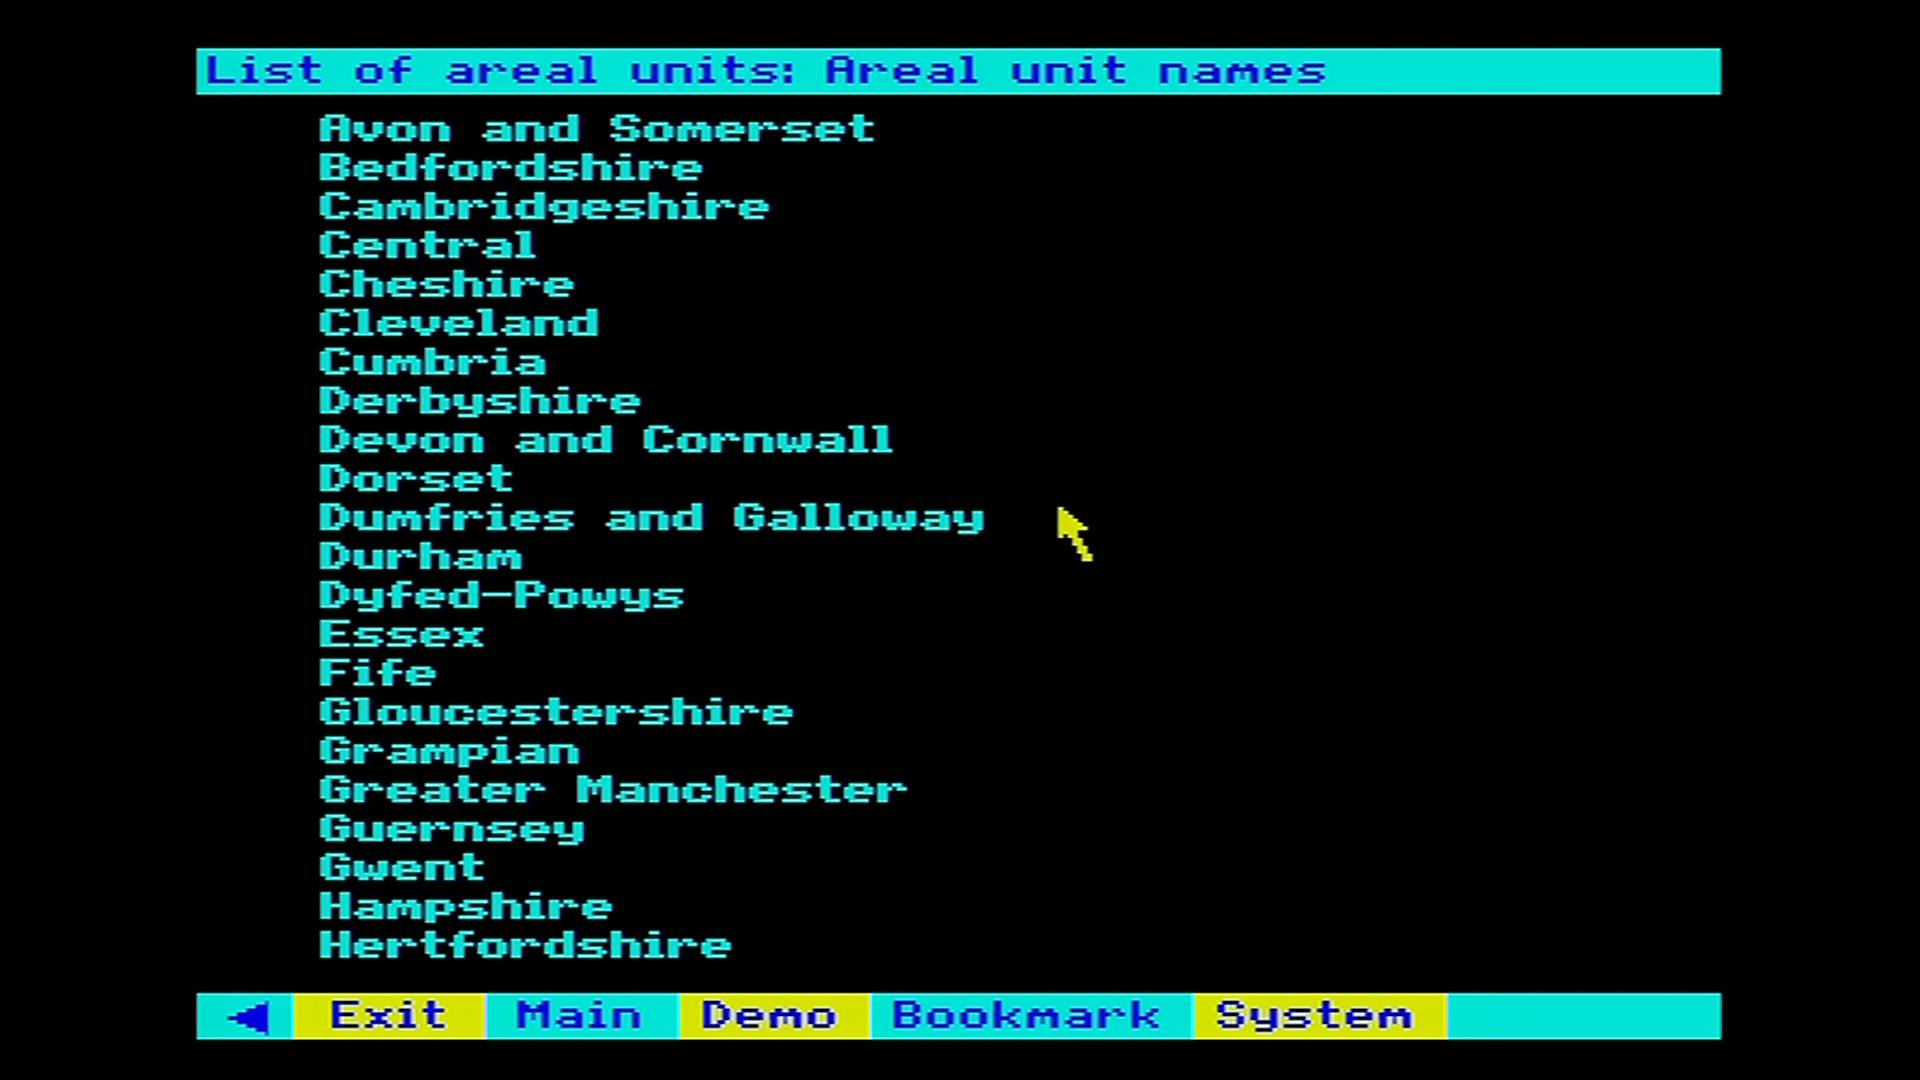 List of areal units: Areal unit names
Avon and Somerset
Bedfordshire
Cambridgeshire
Central
Cheshire
Cleveland
Cumbria
Derbyshire
Devon and Cornwall
Dorset
Dumfries and Galloway
Durham
Dyfed-Powys
Essex
Fife
Gloucestershire
Grampian
Greater Manchester
Guernsey
Gwent
Hampshire
Hertfordshire
Exit Main Demo Bookmark System